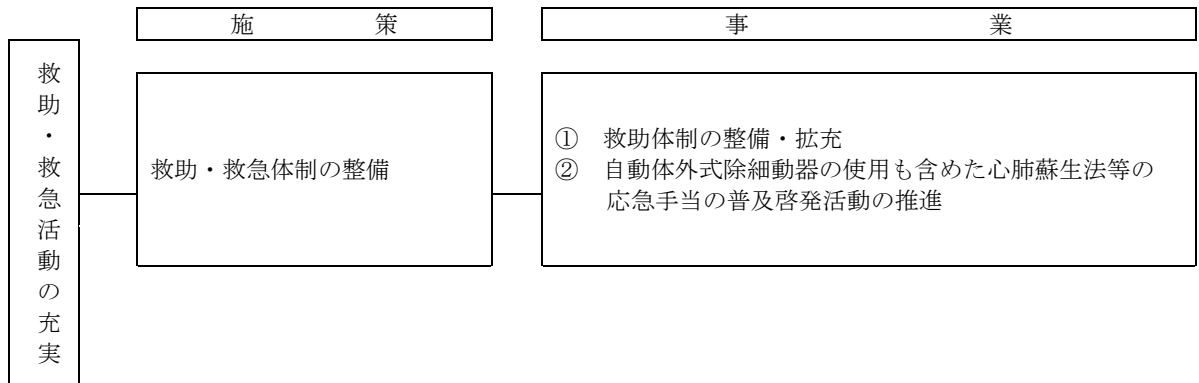 施策
事業
救助・救急活動の充実
救助・救急体制の整備
① 救助体制の整備・拡充
② 自動体外式除細動器の使用も含めた心肺蘇生法等の
応急手当の普及啓発活動の推進